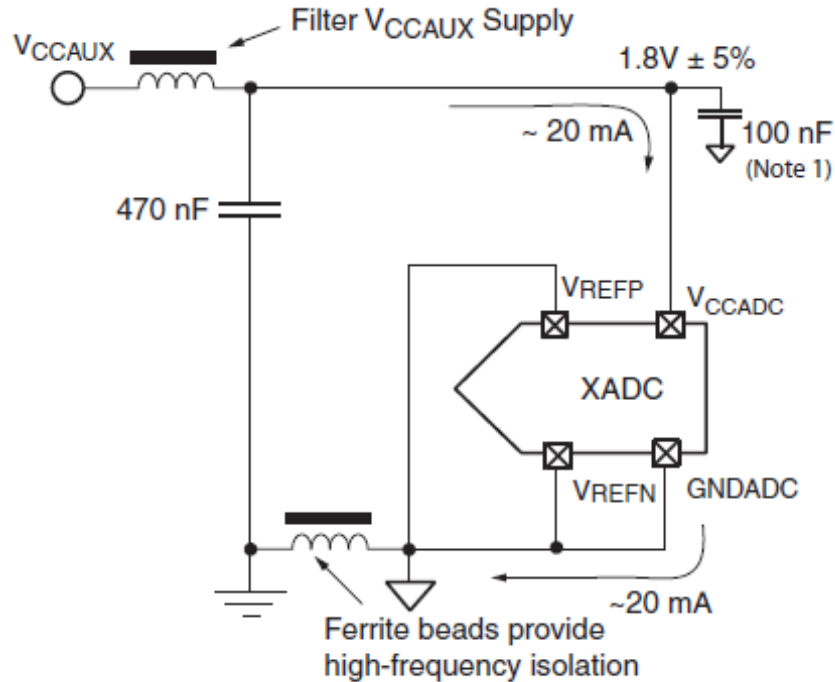 Filter VCCAUX Supply
VCCAUX
1.8V ± 5%
~ 20 mA
100 nF
(Note 1)
470 nF
VREFP
VCCADC
XADC
VREFN
GNDADC
~20 mA
Ferrite beads provide
high-frequency isolation